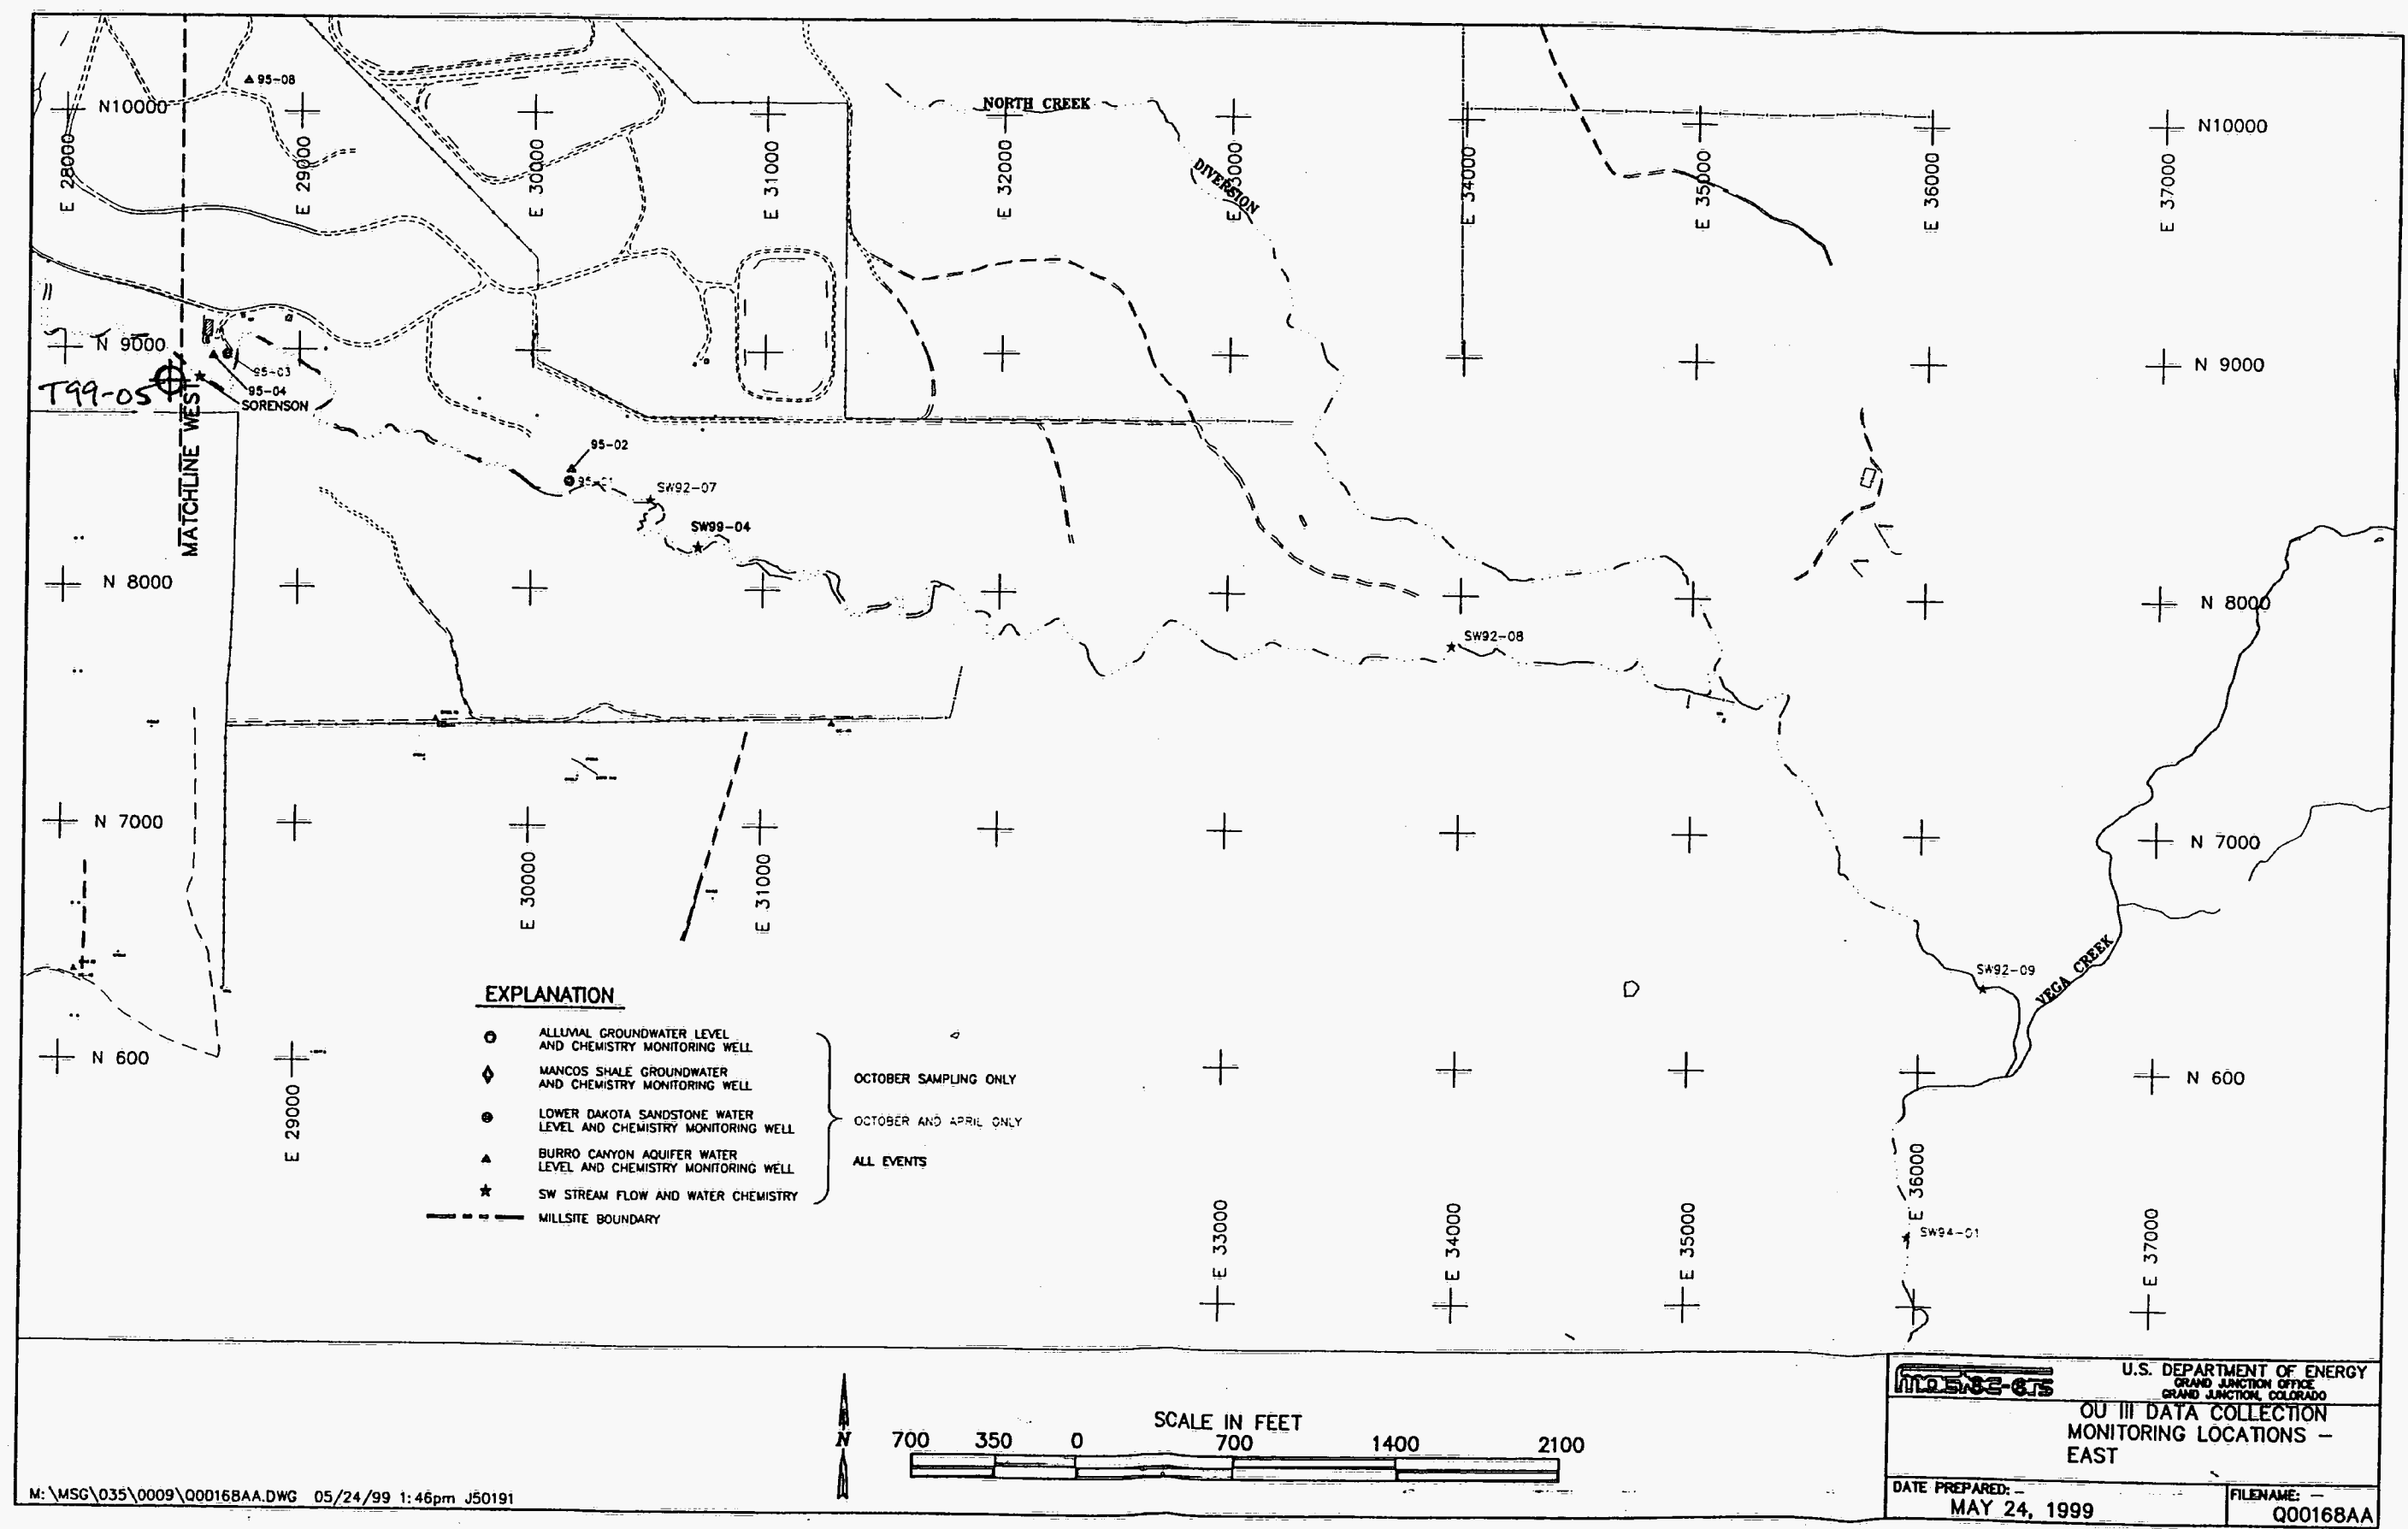 95-08
N10000
NORTH CREEK
N10000
E 28000
E 29000
E 30000
E 31000
E 32000
DIVERSION
E 33000
E 34000
E 35000
E 36000
E 37000
N 9000
N 9000
T99-05
95-03
95-04
SORENSON
MATCHLINE WEST
95-02
95-01
SW92-07
SW99-04
N 8000
N 8000
SW92-08
N 7000
N 7000
E 30000
E 31000
SW92-09
VEGA CREEK
N 600
N 600
E 29000
EXPLANATION
ALLUVIAL GROUNDWATER LEVEL
AND CHEMISTRY MONITORING WELL
MANCOS SHALE GROUNDWATER
AND CHEMISTRY MONITORING WELL
OCTOBER SAMPLING ONLY
LOWER DAKOTA SANDSTONE WATER
LEVEL AND CHEMISTRY MONITORING WELL
OCTOBER AND APRIL ONLY
BURRO CANYON AQUIFER WATER
LEVEL AND CHEMISTRY MONITORING WELL
ALL EVENTS
SW STREAM FLOW AND WATER CHEMISTRY
MILLSITE BOUNDARY
E 33000
E 34000
E 35000
E 36000
E 37000
SW94-01
N
SCALE IN FEET
700 350 0 700 1400 2100
U.S. DEPARTMENT OF ENERGY
GRAND JUNCTION OFFICE
GRAND JUNCTION, COLORADO
OU III DATA COLLECTION
MONITORING LOCATIONS –
EAST
DATE PREPARED:
MAY 24, 1999
FILENAME:
Q00168AA
M:\MSG\035\0009\Q00168AA.DWG 05/24/99 1:46pm J50191